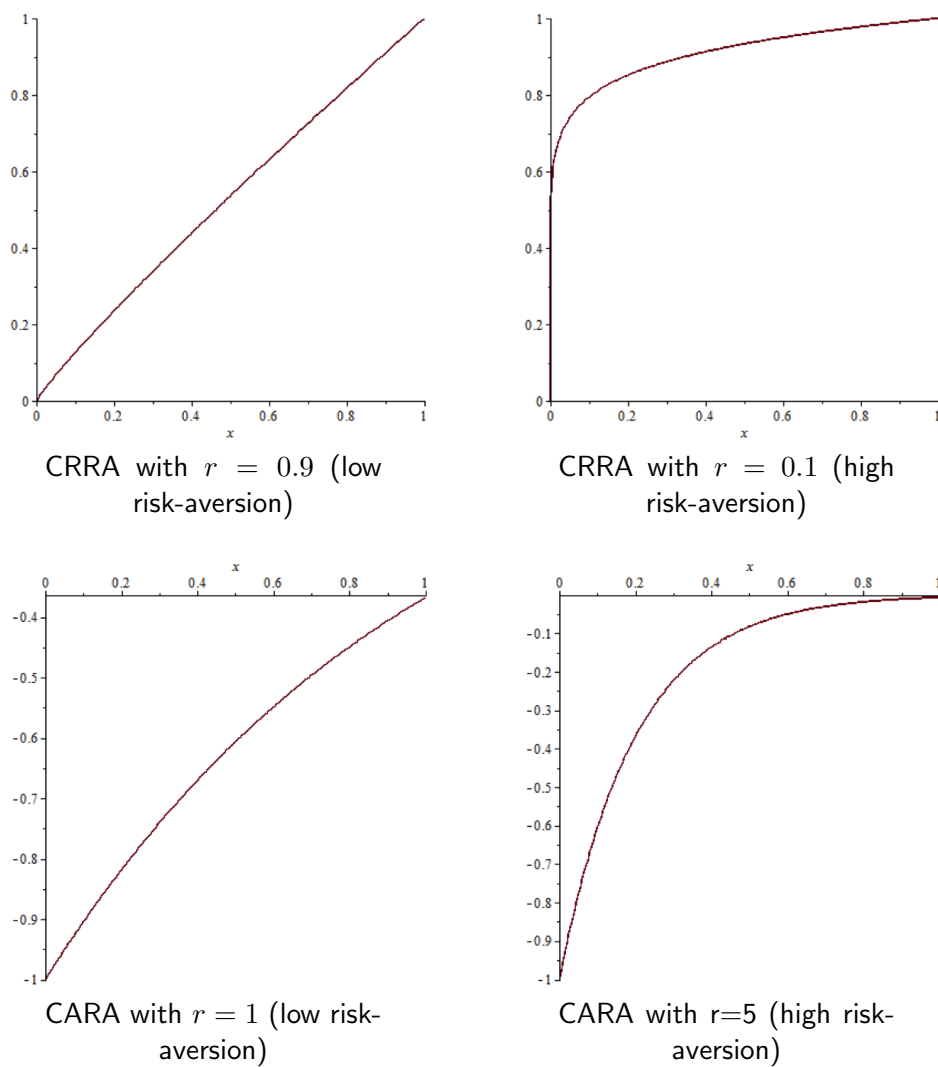 1
0.8
0.6
0.4
0.2
0
0 0.2 0.4 0.6 0.8 1
x
CRRA with r = 0.9 (low
risk-aversion)
1
0.8
0.6
0.4
0.2
0
0 0.2 0.4 0.6 0.8 1
x
CRRA with r = 0.1 (high
risk-aversion)
x
0 0.2 0.4 0.6 0.8 1
-0.4
-0.5
-0.6
-0.7
-0.8
-0.9
-1
CARA with r = 1 (low risk-
aversion)
x
0 0.2 0.4 0.6 0.8 1
-0.1
-0.2
-0.3
-0.4
-0.5
-0.6
-0.7
-0.8
-0.9
-1
CARA with r=5 (high risk-
aversion)